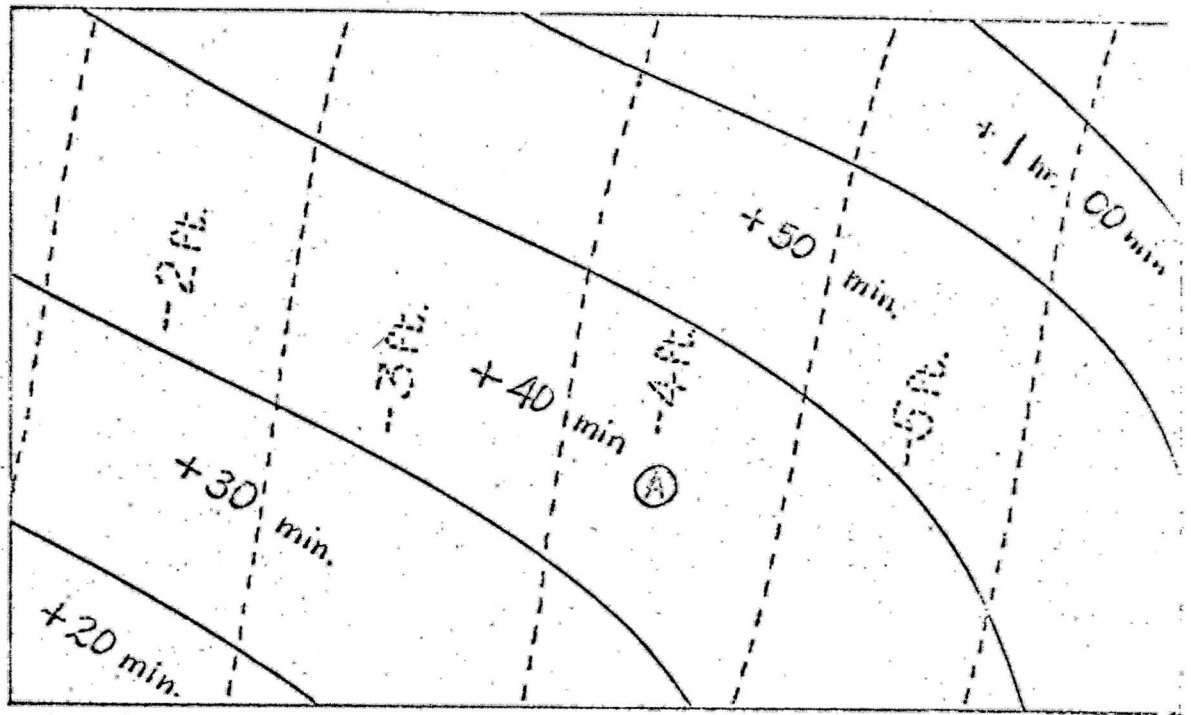 + 1 hr. 00 min
+ 50 min.
-2 Ft.
-3 Ft.
-4 Ft.
-5 Ft.
+ 40 min
A
+ 30 min.
+ 20 min.